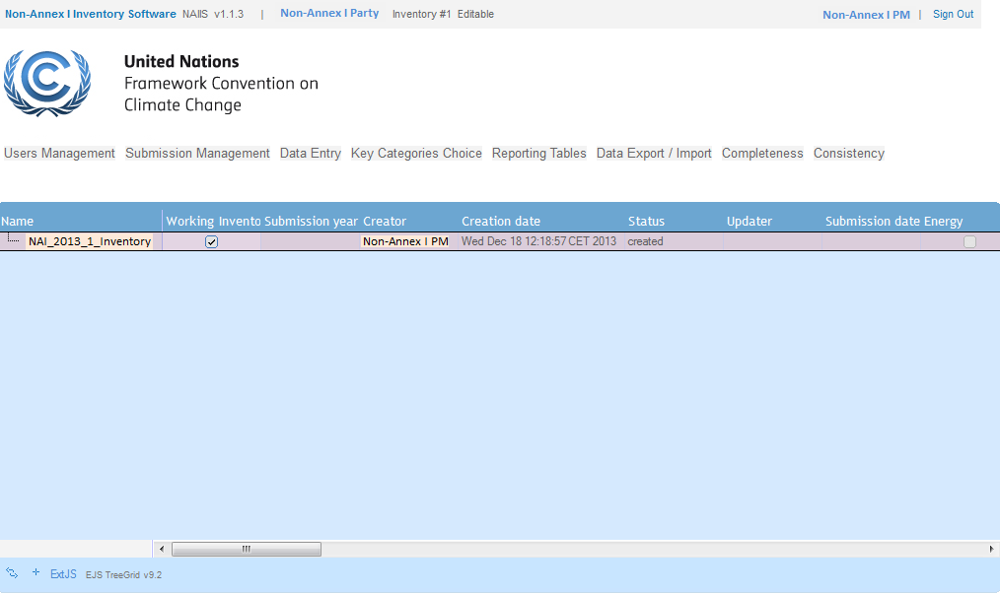 Non-Annex I Inventory Software NAIIS v1.1.3 | Non-Annex I Party Inventory #1 Editable Non-Annex I PM | Sign Out
United Nations
Framework Convention on
Climate Change
Users Management Submission Management Data Entry Key Categories Choice Reporting Tables Data Export / Import Completeness Consistency
Name Working Invento Submission year Creator Creation date Status Updater Submission date Energy
NAI_2013_1_Inventory Non-Annex I PM Wed Dec 18 12:18:57 CET 2013 created
ExtJS EJS TreeGrid v9.2